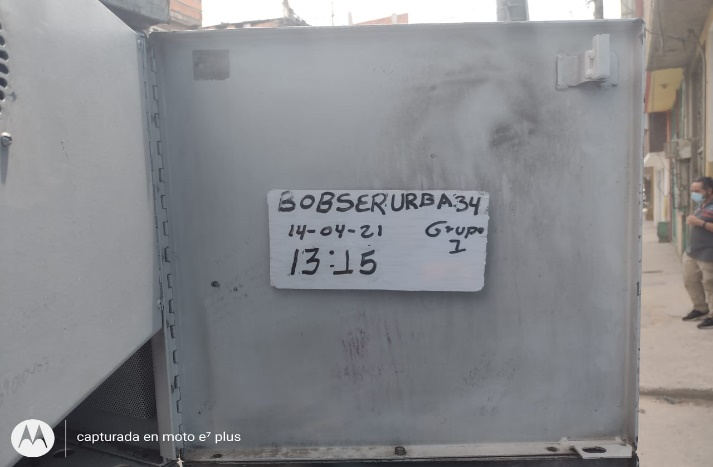 BOBSERURBA34
14-04-21 Grupo
1
13:15
capturada en moto e⁷ plus